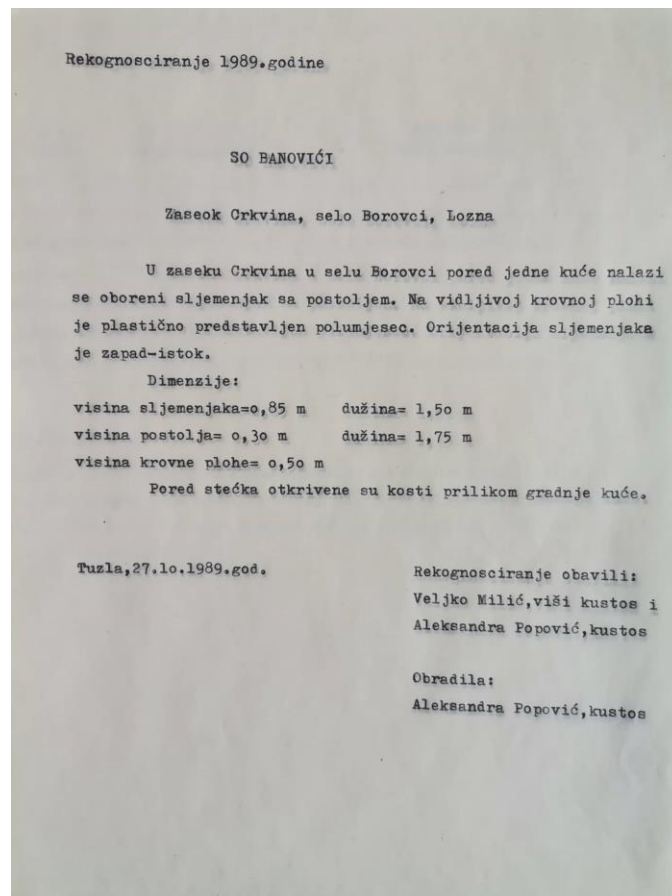 Rekognosciranje 1989.godine
SO BANOVIĆI
Zaseok Crkvina, selo Borovci, Lozna
U zaseku Crkvina u selu Borovci pored jedne kuće nalazi
se oboreni sljemenjak sa postoljem. Na vidljivoj krovnoj plohi
je plastično predstavljen polumjesec. Orijentacija sljemenjaka
je zapad-istok.
Dimenzije:
visina sljemenjaka=o,85 m dužina= 1,5o m
visina postolja= o,3o m dužina= 1,75 m
visina krovne plohe= o,5o m
Pored stećka otkrivene su kosti prilikom gradnje kuće.
Tuzla,27.1o.1989.god.
Rekognosciranje obavili:
Veljko Milić,viši kustos i
Aleksandra Popović,kustos
Obradila:
Aleksandra Popović,kustos